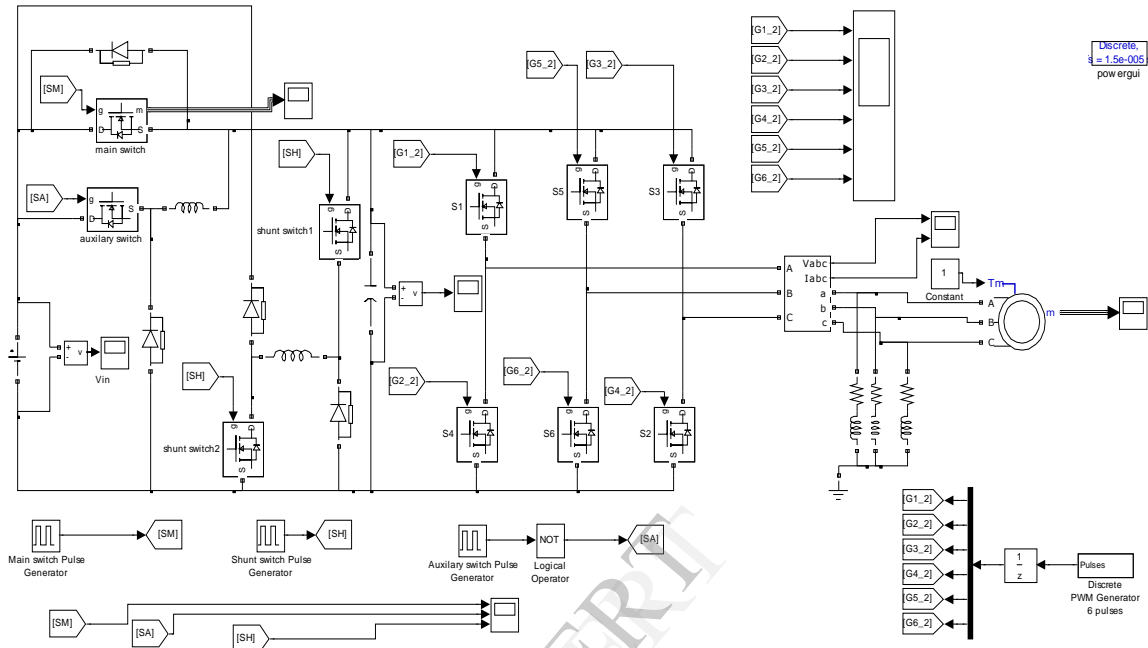 [SM]
g
m
D
S
main switch
[SA]
g
D
S
auxilary switch
+
-
v
Vin
[SH]
shunt switch1
g
D
S
[SH]
shunt switch2
g
D
S
+
-
v
[G1_2]
S1
g
D
S
[G5_2]
S5
g
D
S
[G3_2]
S3
g
D
S
[G2_2]
S4
g
D
S
[G6_2]
S6
g
D
S
[G4_2]
S2
g
D
S
[G1_2]
[G2_2]
[G3_2]
[G4_2]
[G5_2]
[G6_2]
Discrete,
s = 1.5e-005
powergui
A
B
C
Vabc
Iabc
a
b
c
1
Constant
Tm
A
B
C
m
Main switch Pulse
Generator
[SM]
Shunt switch Pulse
Generator
[SH]
Auxilary switch Pulse
Generator
NOT
Logical
Operator
[SA]
[SM]
[SA]
[SH]
[G1_2]
[G2_2]
[G3_2]
[G4_2]
[G5_2]
[G6_2]
1
z
Pulses
Discrete
PWM Generator
6 pulses
ERT